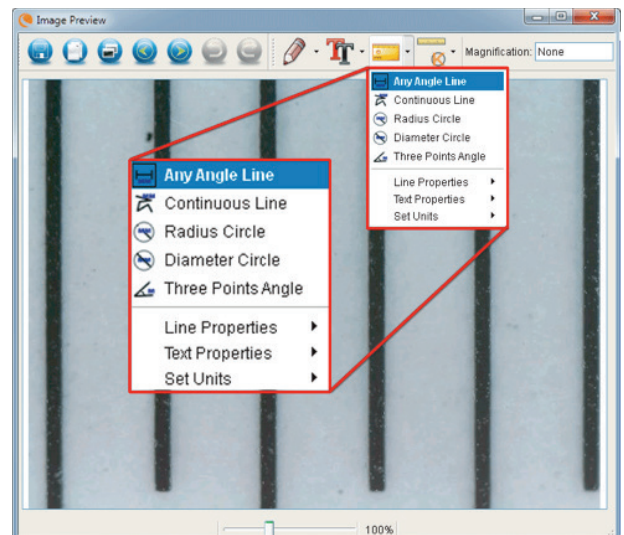 Image Preview
TT
Magnification: None
Any Angle Line
Continuous Line
Radius Circle
Diameter Circle
Three Points Angle
Line Properties
Text Properties
Set Units
Any Angle Line
Continuous Line
Radius Circle
Diameter Circle
Three Points Angle
Line Properties
Text Properties
Set Units
100%